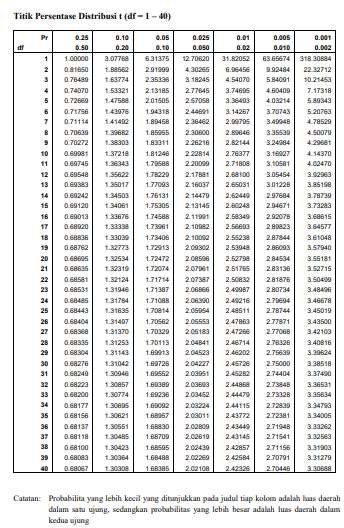 Titik Persentase Distribusi t (df = 1 – 40)
Pr 0.25 0.10 0.05 0.025 0.01 0.005 0.001
df 0.50 0.20 0.10 0.050 0.02 0.010 0.002
1 1.00000 3.07768 6.31375 12.70620 31.82052 63.65674 318.30884
2 0.81650 1.88562 2.91999 4.30265 6.96456 9.92484 22.32712
3 0.76489 1.63774 2.35336 3.18245 4.54070 5.84091 10.21453
4 0.74070 1.53321 2.13185 2.77645 3.74695 4.60409 7.17318
5 0.72669 1.47588 2.01505 2.57058 3.36493 4.03214 5.89343
6 0.71756 1.43976 1.94318 2.44691 3.14267 3.70743 5.20763
7 0.71114 1.41492 1.89458 2.36462 2.99795 3.49948 4.78529
8 0.70639 1.39682 1.85955 2.30600 2.89646 3.35539 4.50079
9 0.70272 1.38303 1.83311 2.26216 2.82144 3.24984 4.29681
10 0.69981 1.37218 1.81246 2.22814 2.76377 3.16927 4.14370
11 0.69745 1.36343 1.79588 2.20099 2.71808 3.10581 4.02470
12 0.69548 1.35622 1.78229 2.17881 2.68100 3.05454 3.92963
13 0.69383 1.35017 1.77093 2.16037 2.65031 3.01228 3.85198
14 0.69242 1.34503 1.76131 2.14479 2.62449 2.97684 3.78739
15 0.69120 1.34061 1.75305 2.13145 2.60248 2.94671 3.73283
16 0.69013 1.33676 1.74588 2.11991 2.58349 2.92078 3.68615
17 0.68920 1.33338 1.73961 2.10982 2.56693 2.89823 3.64577
18 0.68836 1.33039 1.73406 2.10092 2.55238 2.87844 3.61048
19 0.68762 1.32773 1.72913 2.09302 2.53948 2.86093 3.57940
20 0.68695 1.32534 1.72472 2.08596 2.52798 2.84534 3.55181
21 0.68635 1.32319 1.72074 2.07961 2.51765 2.83136 3.52715
22 0.68581 1.32124 1.71714 2.07387 2.50832 2.81876 3.50499
23 0.68531 1.31946 1.71387 2.06866 2.49987 2.80734 3.48496
24 0.68485 1.31784 1.71088 2.06390 2.49216 2.79694 3.46678
25 0.68443 1.31635 1.70814 2.05954 2.48511 2.78744 3.45019
26 0.68404 1.31497 1.70562 2.05553 2.47863 2.77871 3.43500
27 0.68368 1.31370 1.70329 2.05183 2.47266 2.77068 3.42103
28 0.68335 1.31253 1.70113 2.04841 2.46714 2.76326 3.40816
29 0.68304 1.31143 1.69913 2.04523 2.46202 2.75639 3.39624
30 0.68276 1.31042 1.69726 2.04227 2.45726 2.75000 3.38518
31 0.68249 1.30946 1.69552 2.03951 2.45282 2.74404 3.37490
32 0.68223 1.30857 1.69389 2.03693 2.44868 2.73848 3.36531
33 0.68200 1.30774 1.69236 2.03452 2.44479 2.73328 3.35634
34 0.68177 1.30695 1.69092 2.03224 2.44115 2.72839 3.34793
35 0.68156 1.30621 1.68957 2.03011 2.43772 2.72381 3.34005
36 0.68137 1.30551 1.68830 2.02809 2.43449 2.71948 3.33262
37 0.68118 1.30485 1.68709 2.02619 2.43145 2.71541 3.32563
38 0.68100 1.30423 1.68595 2.02439 2.42857 2.71156 3.31903
39 0.68083 1.30364 1.68488 2.02269 2.42584 2.70791 3.31279
40 0.68067 1.30308 1.68385 2.02108 2.42326 2.70446 3.30688
Catatan: Probabilita yang lebih kecil yang ditunjukkan pada judul tiap kolom adalah luas daerah
dalam satu ujung, sedangkan probabilitas yang lebih besar adalah luas daerah dalam
kedua ujung